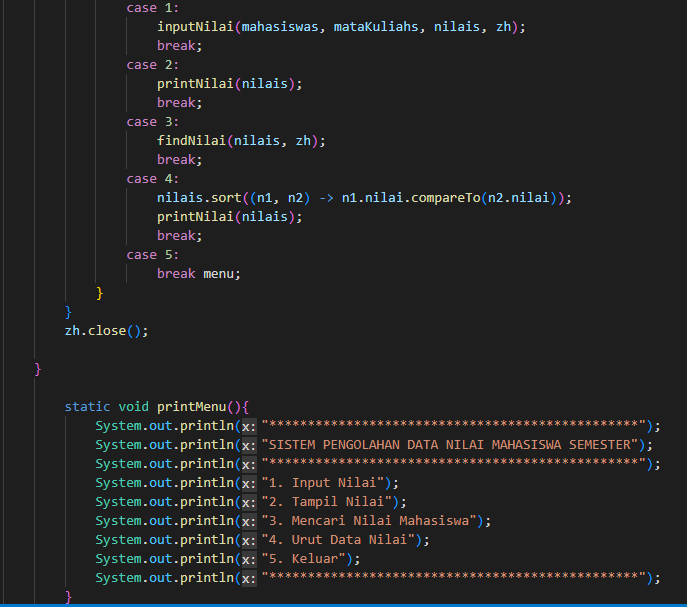 case 1:
inputNilai(mahasiswas, mataKuliahs, nilais, zh);
break;
case 2:
printNilai(nilais);
break;
case 3:
findNilai(nilais, zh);
break;
case 4:
nilais.sort((n1, n2) -> n1.nilai.compareTo(n2.nilai));
printNilai(nilais);
break;
case 5:
break menu;
}
}
zh.close();
}
static void printMenu(){
System.out.println(x: "************************************************");
System.out.println(x: "SISTEM PENGOLAHAN DATA NILAI MAHASISWA SEMESTER");
System.out.println(x: "************************************************");
System.out.println(x: "1. Input Nilai");
System.out.println(x: "2. Tampil Nilai");
System.out.println(x: "3. Mencari Nilai Mahasiswa");
System.out.println(x: "4. Urut Data Nilai");
System.out.println(x: "5. Keluar");
System.out.println(x: "************************************************");
}